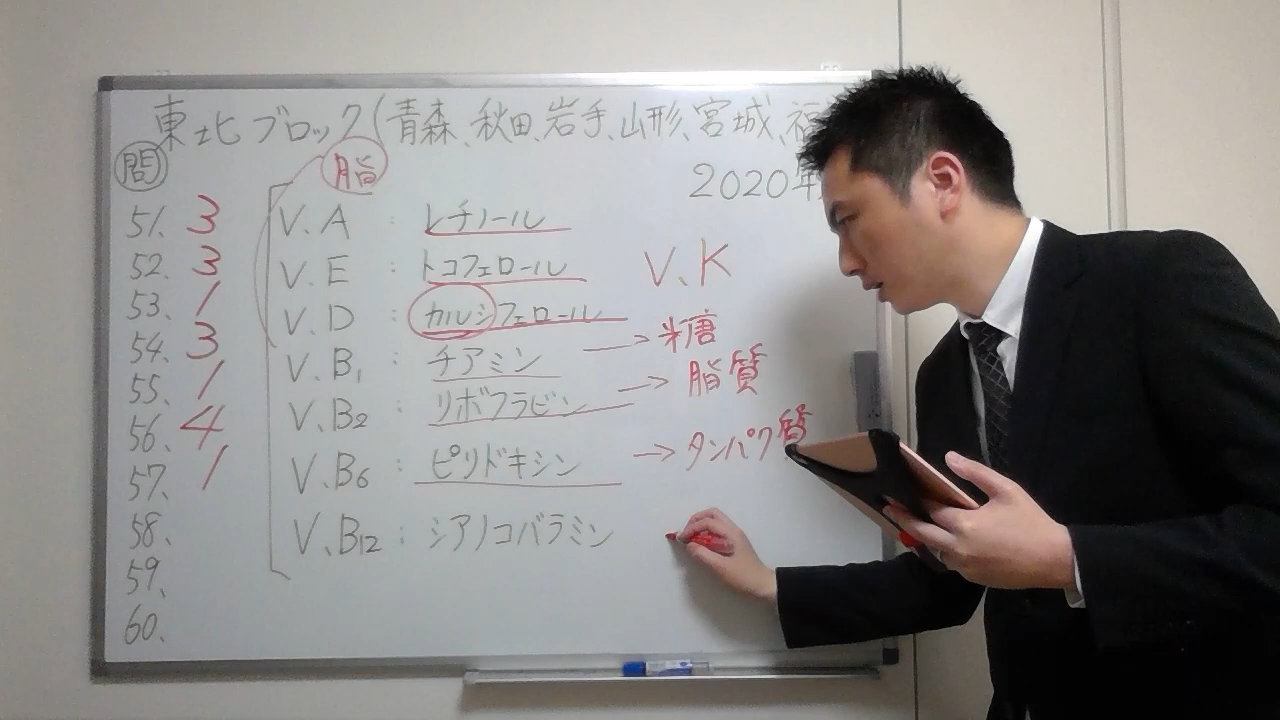 東北ブロック(青森、秋田、岩手、山形、宮城、福
2020年
問
脂
51. 3
52、3
53、1
54、3
55、1
56、4
57、1
58、
59、
60、
V.A : レチノール
V.E : トコフェロール
V.K
V.D : カルシフェロール
V.B1 : チアミン → 糖
V.B2 : リボフラビン → 脂質
V.B6 : ピリドキシン → タンパク質
V.B12 : シアノコバラミン